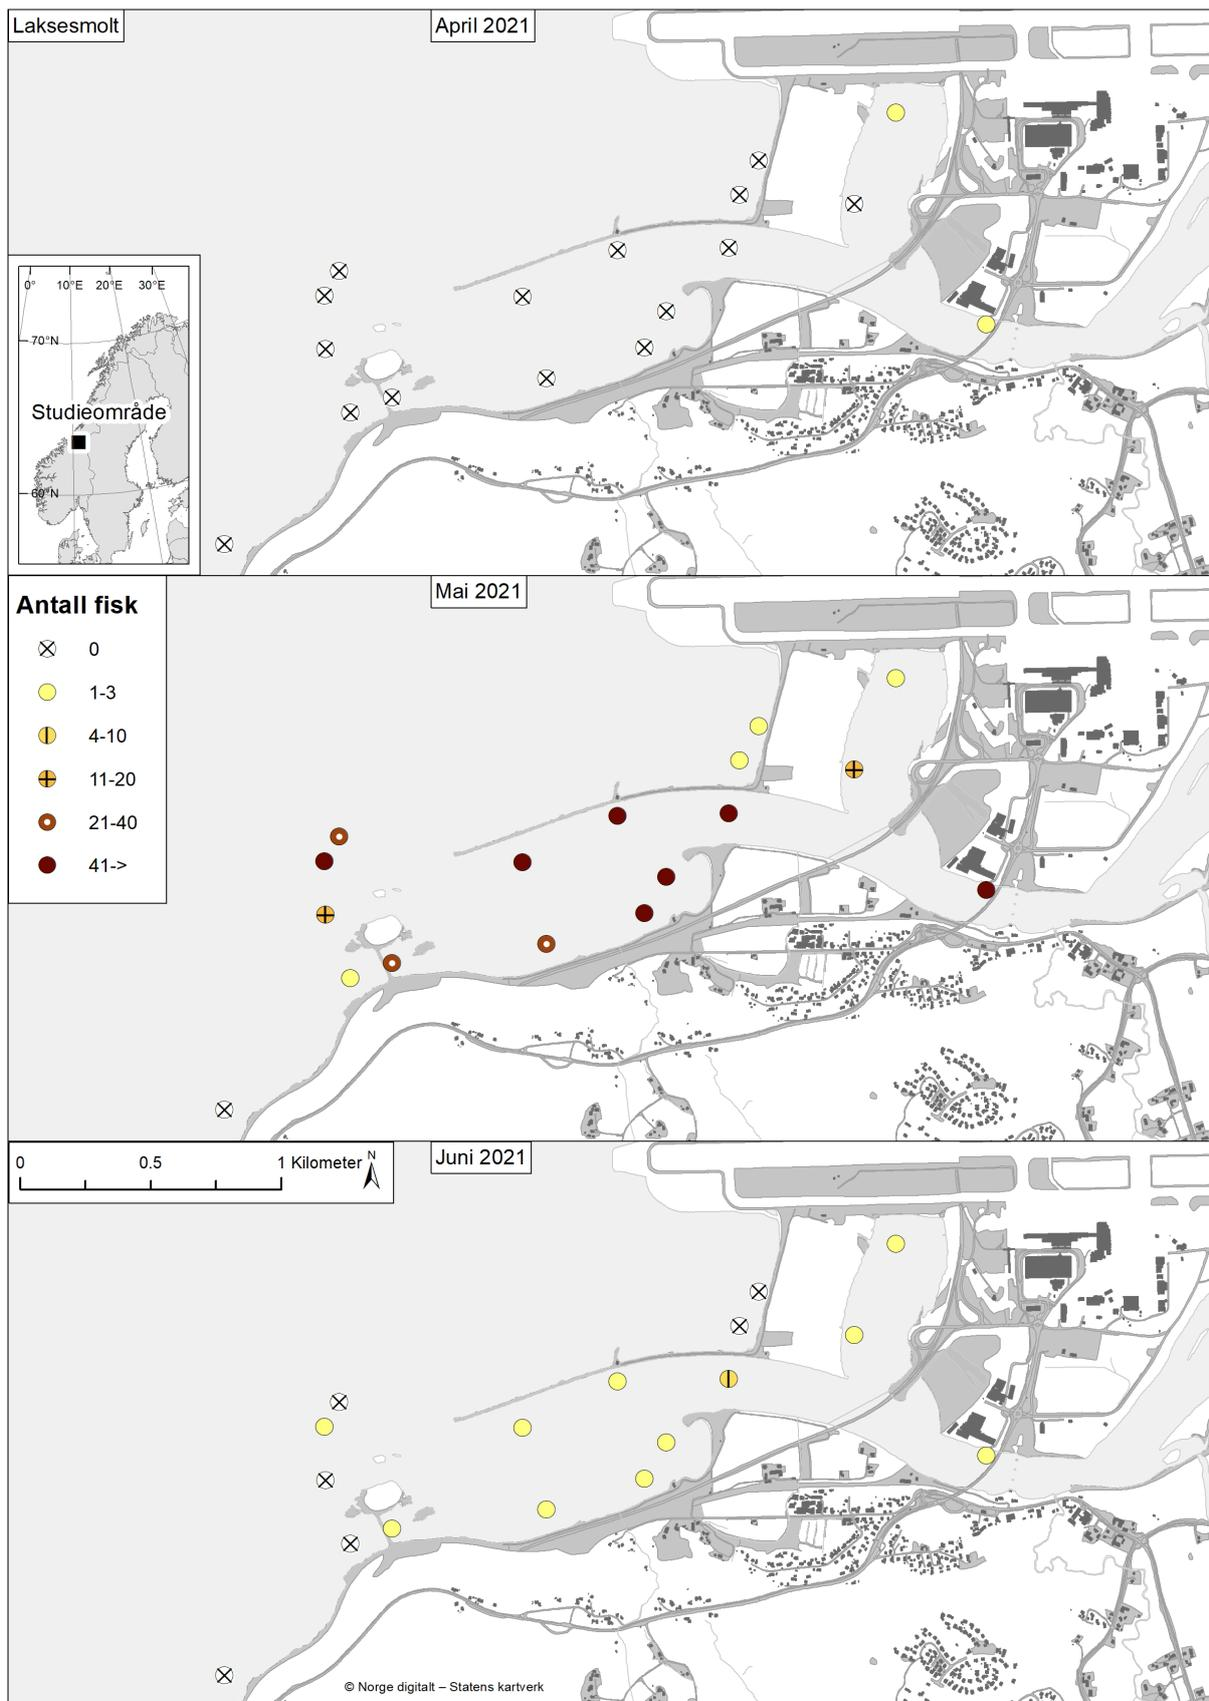 Laksesmolt
April 2021
0°
10°E
20°E
30°E
70°N
Studieområde
60°N
Mai 2021
Antall fisk
0
1-3
4-10
11-20
21-40
41->
Juni 2021
0
0.5
1 Kilometer
N
© Norge digitalt – Statens kartverk